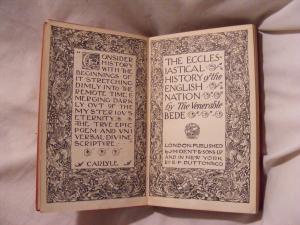 CONSIDER
HISTORY
WITH THE
BEGINNINGS OF
IT STRETCHING
DIMLY INTO THE
REMOTE TIME; E
MERGING DARK
LY OUT OF THE
MYSTERIOUS
ETERNITY:
THE TRUE EPIC
POEM AND UNI
VERSAL DIVINE
SCRIPTURE.
CARLYLE
THE ECCLES
IASTICAL
HISTORY of the
ENGLISH
NATION
by The Venerable
BEDE
LONDON: PUBLISHED
by J.M. DENT & SONS LTD
AND IN NEW YORK
BY E. P. DUTTON & CO